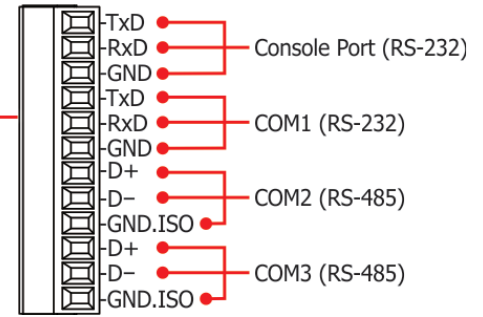 TxD
RxD
GND
Console Port (RS-232)
TxD
RxD
GND
COM1 (RS-232)
D+
D−
GND.ISO
COM2 (RS-485)
D+
D−
GND.ISO
COM3 (RS-485)